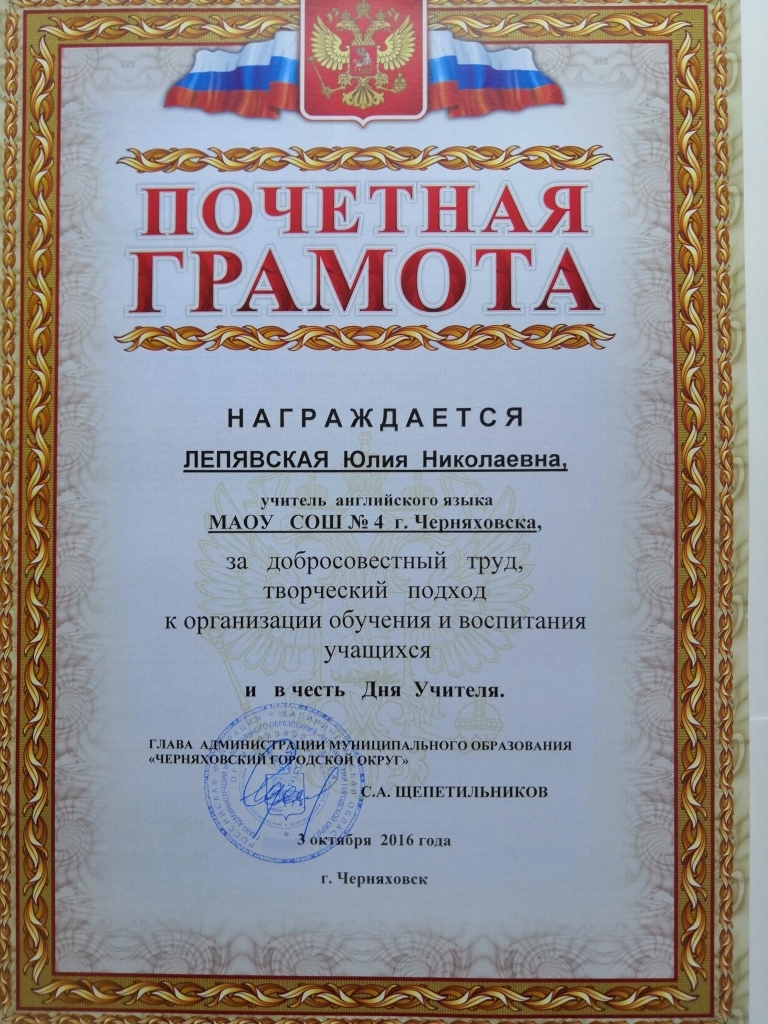 ПОЧЕТНАЯ
ГРАМОТА
НАГРАЖДАЕТСЯ
ЛЕПЯВСКАЯ Юлия Николаевна,
учитель английского языка
МАОУ СОШ № 4 г. Черняховска,
за добросовестный труд,
творческий подход
к организации обучения и воспитания
учащихся
и в честь Дня Учителя.
ГЛАВА АДМИНИСТРАЦИИ МУНИЦИПАЛЬНОГО ОБРАЗОВАНИЯ
«ЧЕРНЯХОВСКИЙ ГОРОДСКОЙ ОКРУГ»
С.А. ЩЕПЕТИЛЬНИКОВ
3 октября 2016 года
г. Черняховск